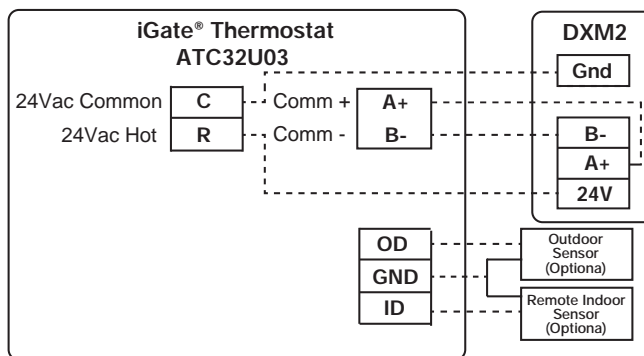 iGate® Thermostat
ATC32U03
DXM2
Gnd
24Vac Common C Comm + A+
24Vac Hot R Comm - B-
B-
A+
24V
OD
GND
ID
Outdoor
Sensor
(Optiona)
Remote Indoor
Sensor
(Optiona)